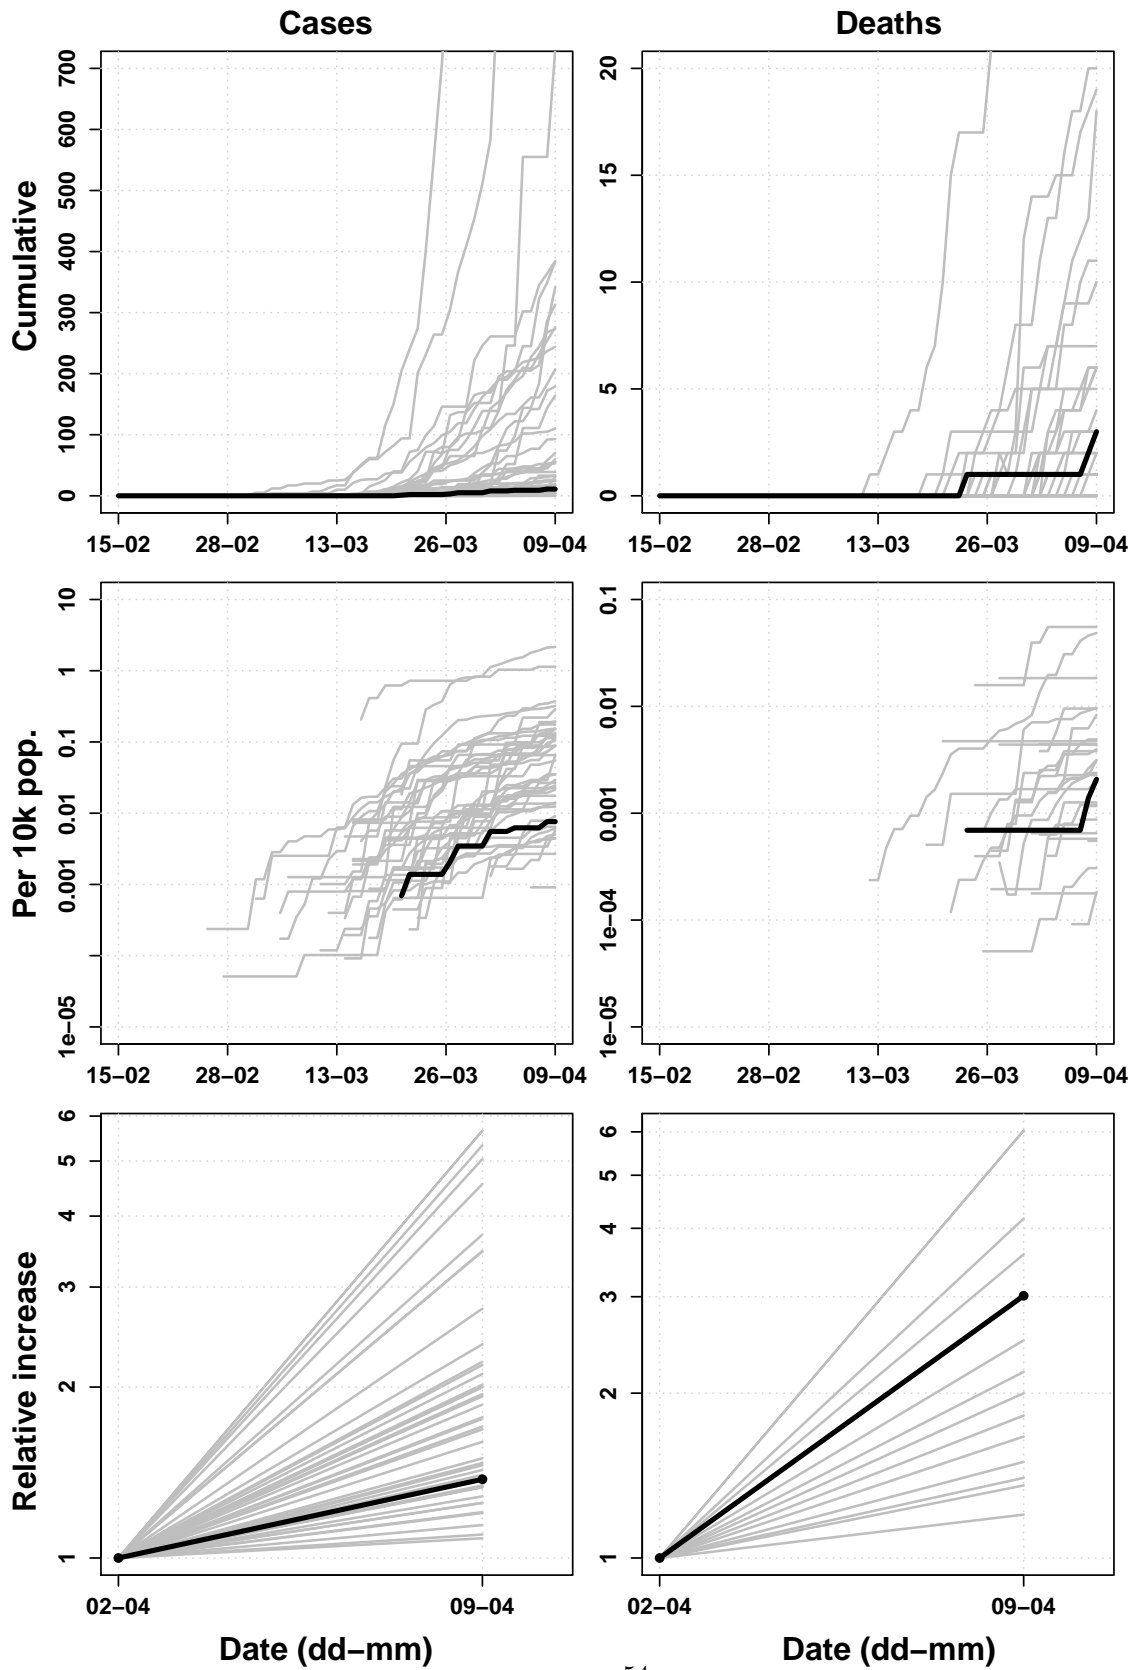 Cases
Deaths
Cumulative
0 100 200 300 400 500 600 700
0 5 10 15 20
15−02 28−02 13−03 26−03 09−04
15−02 28−02 13−03 26−03 09−04
Per 10k pop.
1e−05 0.001 0.01 0.1 1 10
1e−05 1e−04 0.001 0.01 0.1
15−02 28−02 13−03 26−03 09−04
15−02 28−02 13−03 26−03 09−04
Relative increase
1 2 3 4 5 6
1 2 3 4 5 6
02−04 09−04
02−04 09−04
Date (dd−mm)
Date (dd−mm)